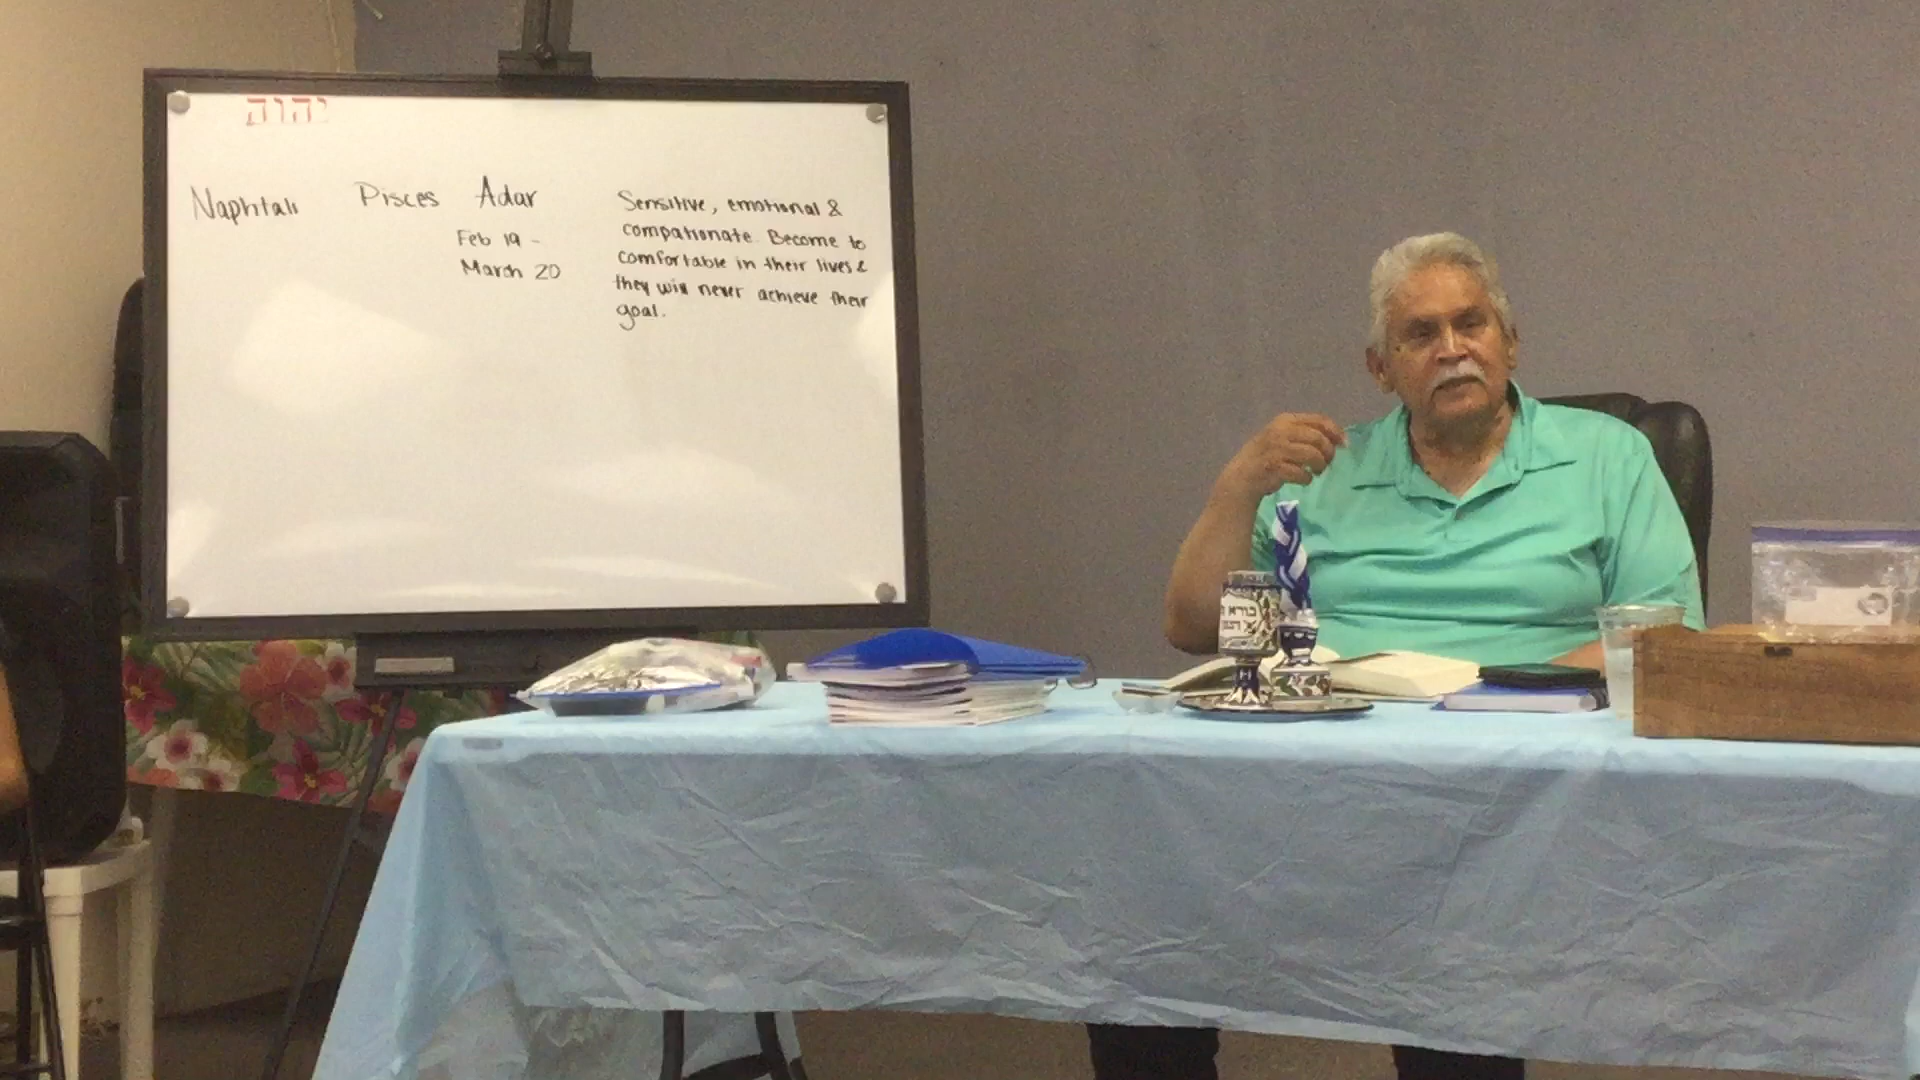 יהוה
Naphtali Pisces Adar
Feb 19 -
March 20
Sensitive, emotional &
compationate. Become to
comfortable in their lives &
they will never achieve their
goal.
בורא